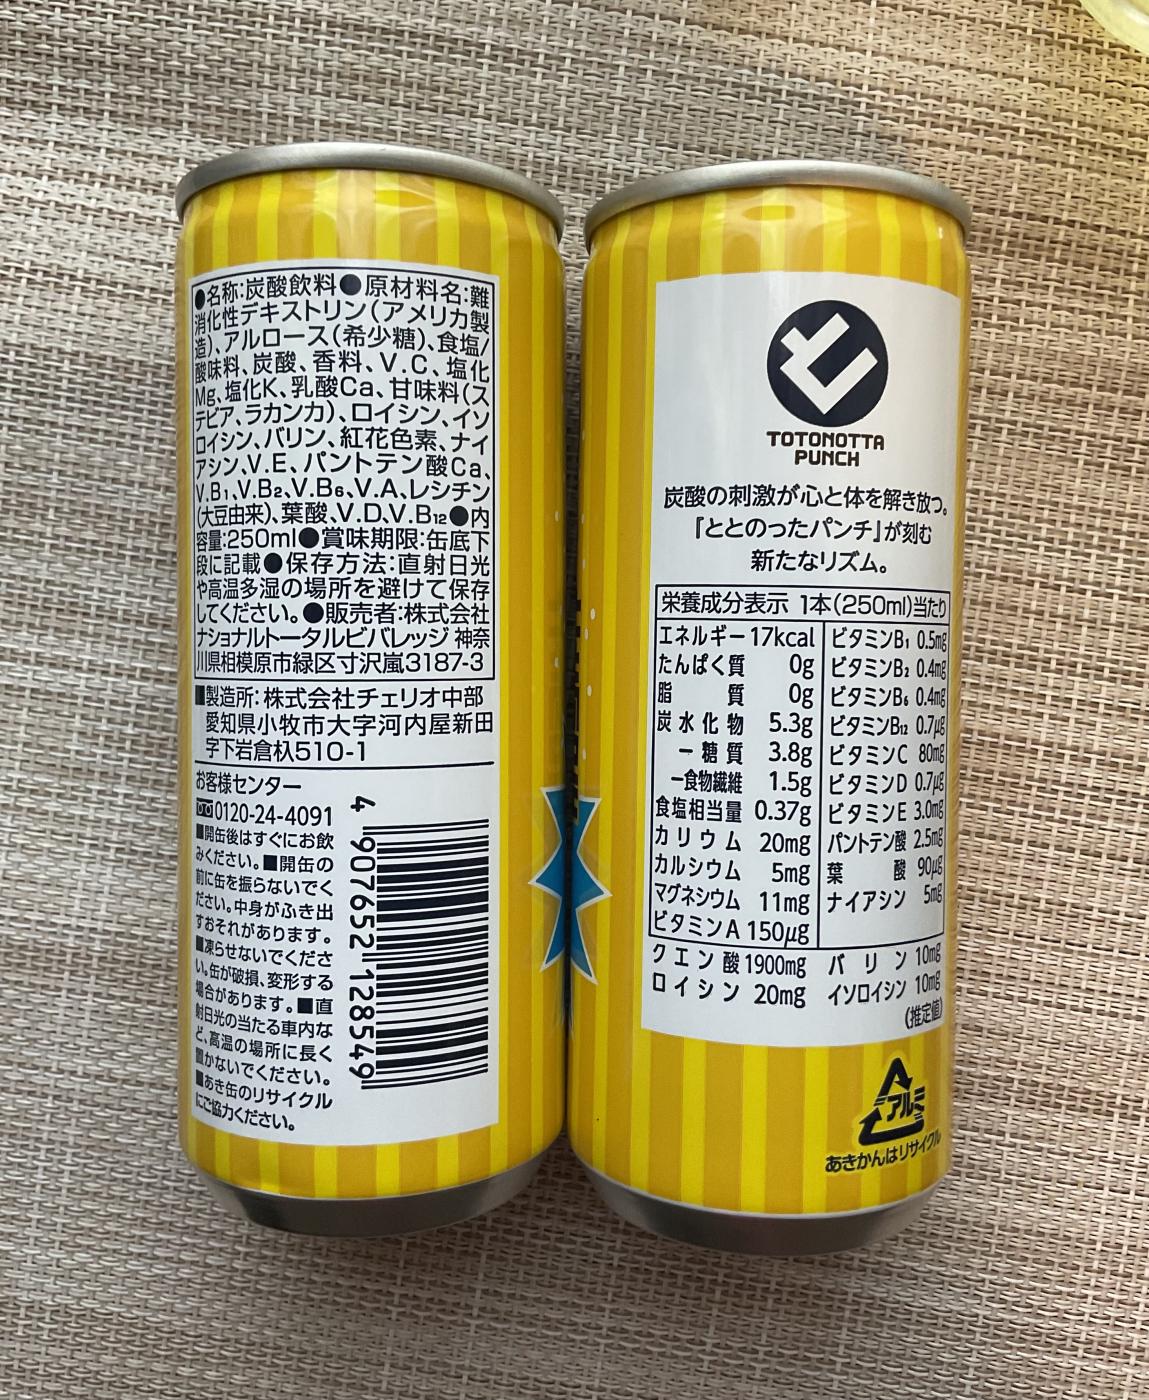 ●名称:炭酸飲料●原材料名:難
消化性デキストリン(アメリカ製
造)、アルロース(希少糖)、食塩/
酸味料、炭酸、香料、V.C、塩化
Mg、塩化K、乳酸Ca、甘味料(ス
テビア、ラカンカ)、ロイシン、イソ
ロイシン、バリン、紅花色素、ナイ
アシン、V.E、パントテン酸Ca、
V.B₁、V.B₂、V.B₆、V.A、レシチン
(大豆由来)、葉酸、V.D、V.B₁₂●内
容量:250ml●賞味期限:缶底下
段に記載●保存方法:直射日光
や高温多湿の場所を避けて保存
してください。●販売者:株式会社
ナショナルトータルビバレッジ 神奈
川県相模原市緑区寸沢嵐3187-3
■製造所:株式会社チェリオ中部
愛知県小牧市大字河内屋新田
字下岩倉杁510-1
お客様センター
0120-24-4091
■開缶後はすぐにお飲
みください。■開缶の
前に缶を振らないでく
ださい。中身がふき出
すおそれがあります。
■凍らせないでくださ
い。缶が破損、変形する
場合があります。■直
射日光の当たる車内な
ど、高温の場所に長く
置かないでください。
■あき缶のリサイクル
にご協力ください。
4 907652 128549
TOTONOTTA
PUNCH
炭酸の刺激が心と体を解き放つ。
『ととのったパンチ』が刻む
新たなリズム。
栄養成分表示 1本(250ml)当たり
エネルギー 17kcal
たんぱく質 0g
脂質 0g
炭水化物 5.3g
ー糖質 3.8g
ー食物繊維 1.5g
食塩相当量 0.37g
カリウム 20mg
カルシウム 5mg
マグネシウム 11mg
ビタミンA 150μg
ビタミンB₁ 0.5mg
ビタミンB₂ 0.4mg
ビタミンB₆ 0.4mg
ビタミンB₁₂ 0.7μg
ビタミンC 80mg
ビタミンD 0.7μg
ビタミンE 3.0mg
パントテン酸 2.5mg
葉酸 90μg
ナイアシン 5mg
クエン酸 1900mg バリン 10mg
ロイシン 20mg イソロイシン 10mg
(推定値)
アルミ
あきかんはリサイクル